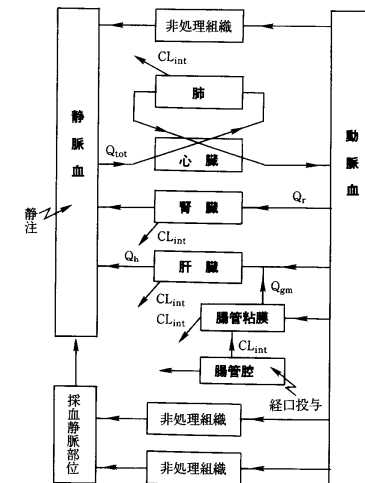 非処理組織
CLint
肺
静脈血
動脈血
Qtot
心臓
静注
腎臓
Qr
CLint
Qh
肝臓
Qgm
CLint
CLint
腸管粘膜
CLint
腸管腔
経口投与
採血静脈部位
非処理組織
非処理組織